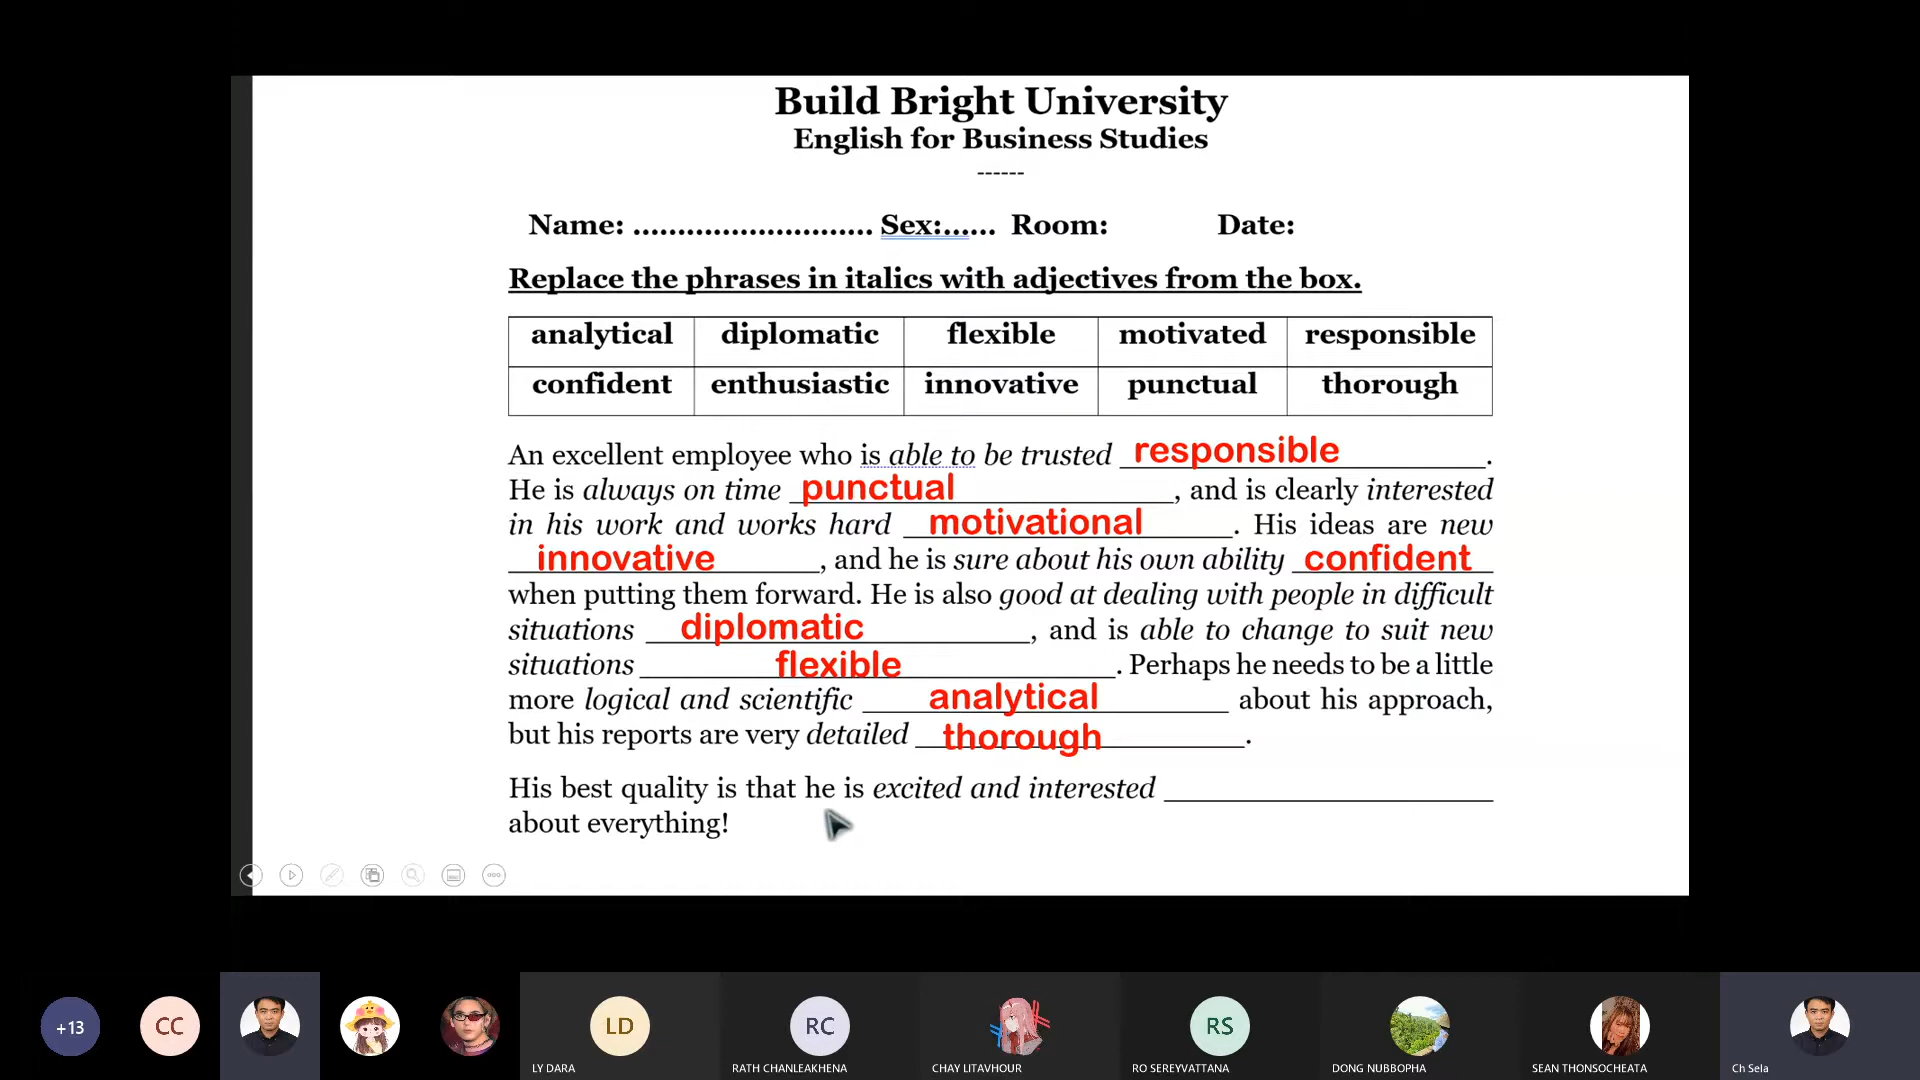 Build Bright University
English for Business Studies
------
Name: ........................... Sex:...... Room: Date:
Replace the phrases in italics with adjectives from the box.
analytical diplomatic flexible motivated responsible
confident enthusiastic innovative punctual thorough
An excellent employee who is able to be trusted responsible.
He is always on time punctual, and is clearly interested
in his work and works hard motivational. His ideas are new
innovative, and he is sure about his own ability confident
when putting them forward. He is also good at dealing with people in difficult
situations diplomatic, and is able to change to suit new
situations flexible. Perhaps he needs to be a little
more logical and scientific analytical about his approach,
but his reports are very detailed thorough.
His best quality is that he is excited and interested ______________________
about everything!
+13 CC LD RC RS
LY DARA RATH CHANLEAKHENA CHAY LITAVHOUR RO SEREYVATTANA DONG NUBBOPHA SEAN THONSOCHEATA Ch Sela